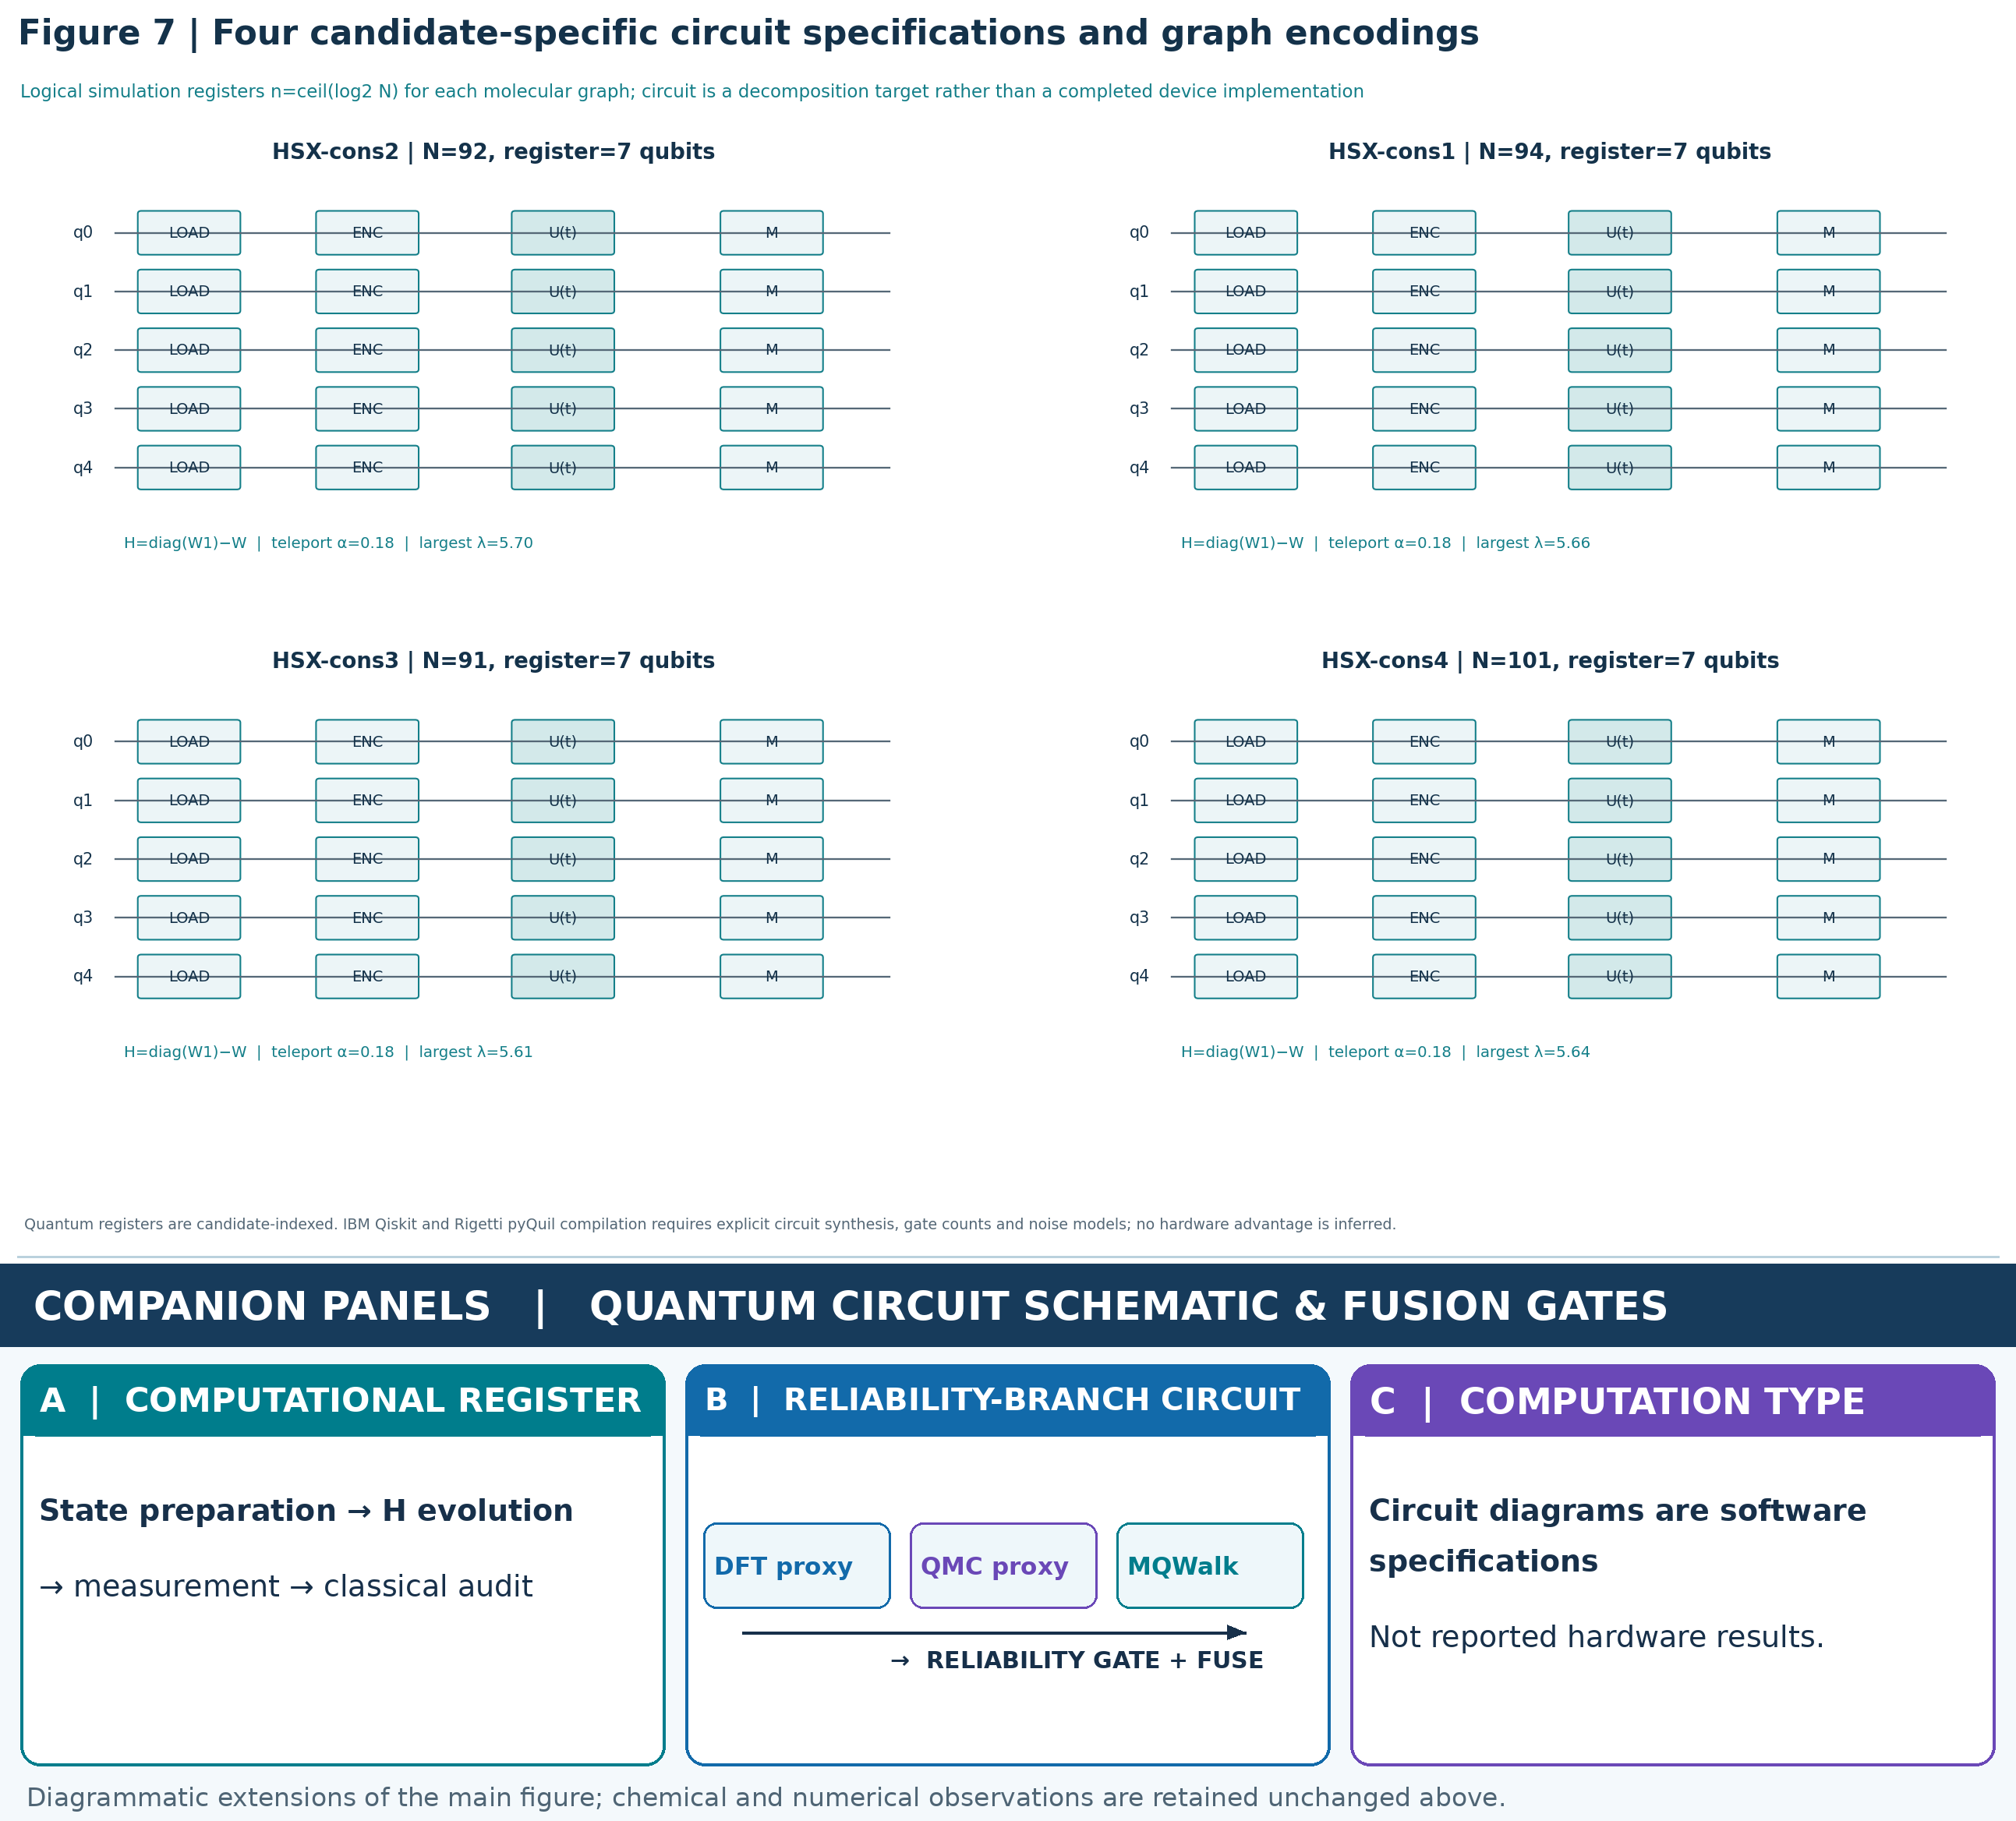 Figure 7 | Four candidate-specific circuit specifications and graph encodings
Logical simulation registers n=ceil(log2 N) for each molecular graph; circuit is a decomposition target rather than a completed device implementation
HSX-cons2 | N=92, register=7 qubits
q0 LOAD ENC U(t) M
q1 LOAD ENC U(t) M
q2 LOAD ENC U(t) M
q3 LOAD ENC U(t) M
q4 LOAD ENC U(t) M
H=diag(W1)−W | teleport α=0.18 | largest λ=5.70
HSX-cons1 | N=94, register=7 qubits
q0 LOAD ENC U(t) M
q1 LOAD ENC U(t) M
q2 LOAD ENC U(t) M
q3 LOAD ENC U(t) M
q4 LOAD ENC U(t) M
H=diag(W1)−W | teleport α=0.18 | largest λ=5.66
HSX-cons3 | N=91, register=7 qubits
q0 LOAD ENC U(t) M
q1 LOAD ENC U(t) M
q2 LOAD ENC U(t) M
q3 LOAD ENC U(t) M
q4 LOAD ENC U(t) M
H=diag(W1)−W | teleport α=0.18 | largest λ=5.61
HSX-cons4 | N=101, register=7 qubits
q0 LOAD ENC U(t) M
q1 LOAD ENC U(t) M
q2 LOAD ENC U(t) M
q3 LOAD ENC U(t) M
q4 LOAD ENC U(t) M
H=diag(W1)−W | teleport α=0.18 | largest λ=5.64
Quantum registers are candidate-indexed. IBM Qiskit and Rigetti pyQuil compilation requires explicit circuit synthesis, gate counts and noise models; no hardware advantage is inferred.
COMPANION PANELS | QUANTUM CIRCUIT SCHEMATIC & FUSION GATES
A | COMPUTATIONAL REGISTER
State preparation → H evolution
→ measurement → classical audit
B | RELIABILITY-BRANCH CIRCUIT
DFT proxy QMC proxy MQWalk
→ RELIABILITY GATE + FUSE
C | COMPUTATION TYPE
Circuit diagrams are software
specifications
Not reported hardware results.
Diagrammatic extensions of the main figure; chemical and numerical observations are retained unchanged above.